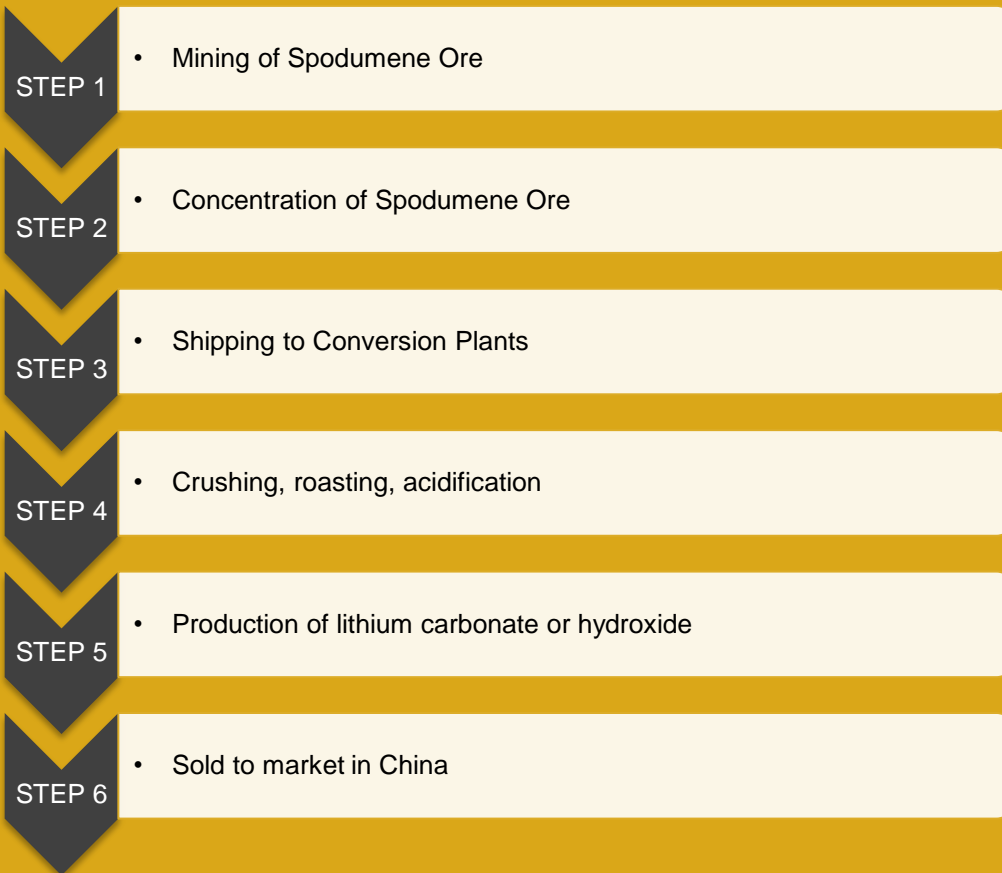 STEP 1
• Mining of Spodumene Ore
STEP 2
• Concentration of Spodumene Ore
STEP 3
• Shipping to Conversion Plants
STEP 4
• Crushing, roasting, acidification
STEP 5
• Production of lithium carbonate or hydroxide
STEP 6
• Sold to market in China